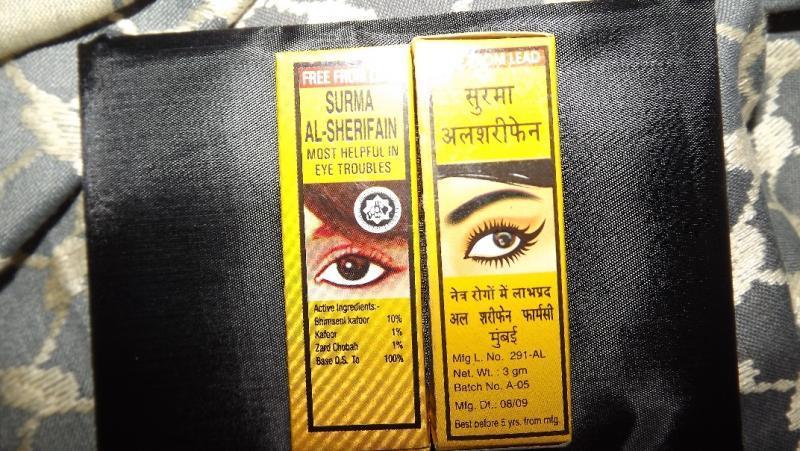 FREE FROM LEAD
SURMA
AL-SHERIFAIN
MOST HELPFUL IN
EYE TROUBLES
Active Ingredients:-
Bhimseni kafoor 10%
Kafoor 1%
Zard Chobah 1%
Base Q.S. To 100%
FROM LEAD
सुरमा
अलशरीफेन
नेत्र रोगों में लाभप्रद
अल शरीफेन फार्मसी
मुंबई
Mfg L. No. 291-AL
Net. Wt. : 3 gm
Batch No. A-05
Mfg. Dt.: 08/09
Best before 5 yrs. from mfg.